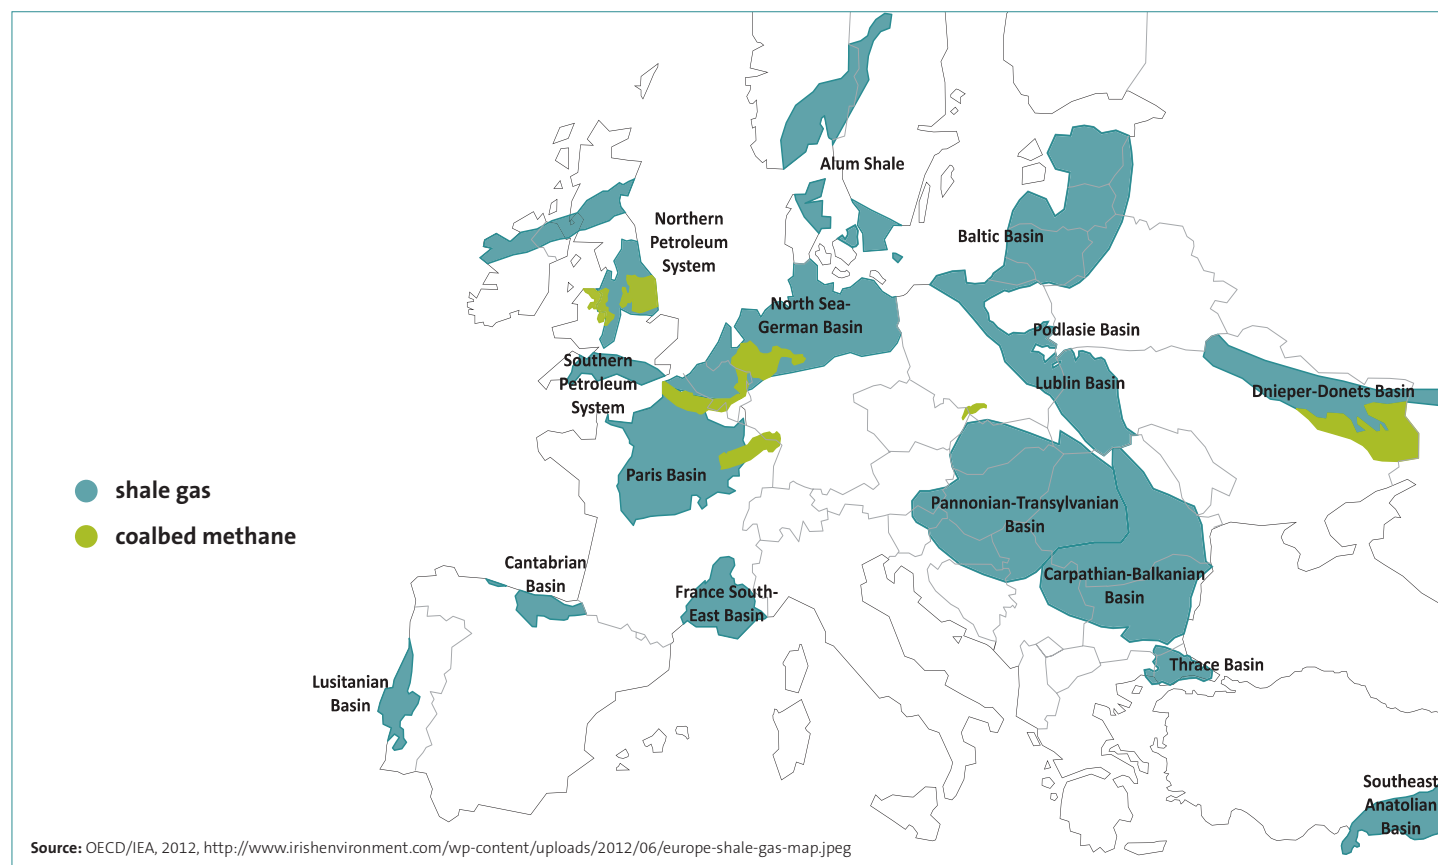 Alum Shale
Northern
Petroleum
System
Baltic Basin
North Sea-
German Basin
Podlasie Basin
Southern
Petroleum
System
Lublin Basin
Dnieper-Donets Basin
Paris Basin
shale gas
coalbed methane
Pannonian-Transylvanian
Basin
Cantabrian
Basin
France South-
East Basin
Carpathian-Balkanian
Basin
Thrace Basin
Lusitanian
Basin
Southeast
Anatolian
Basin
Source: OECD/IEA, 2012, http://www.irishenvironment.com/wp-content/uploads/2012/06/europe-shale-gas-map.jpeg